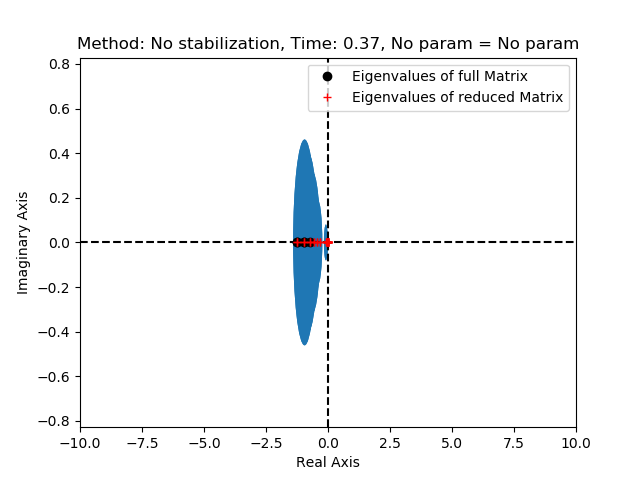 Method: No stabilization, Time: 0.37, No param = No param
Eigenvalues of full Matrix
Eigenvalues of reduced Matrix
Imaginary Axis
0.8
0.6
0.4
0.2
0.0
−0.2
−0.4
−0.6
−0.8
−10.0 −7.5 −5.0 −2.5 0.0 2.5 5.0 7.5 10.0
Real Axis